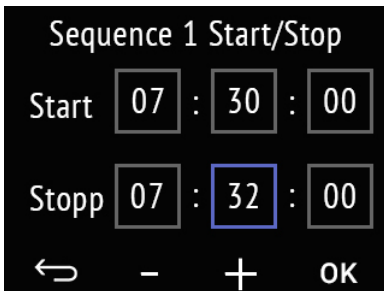 Sequence 1 Start/Stop
Start 07 : 30 : 00
Stopp 07 : 32 : 00
- + OK